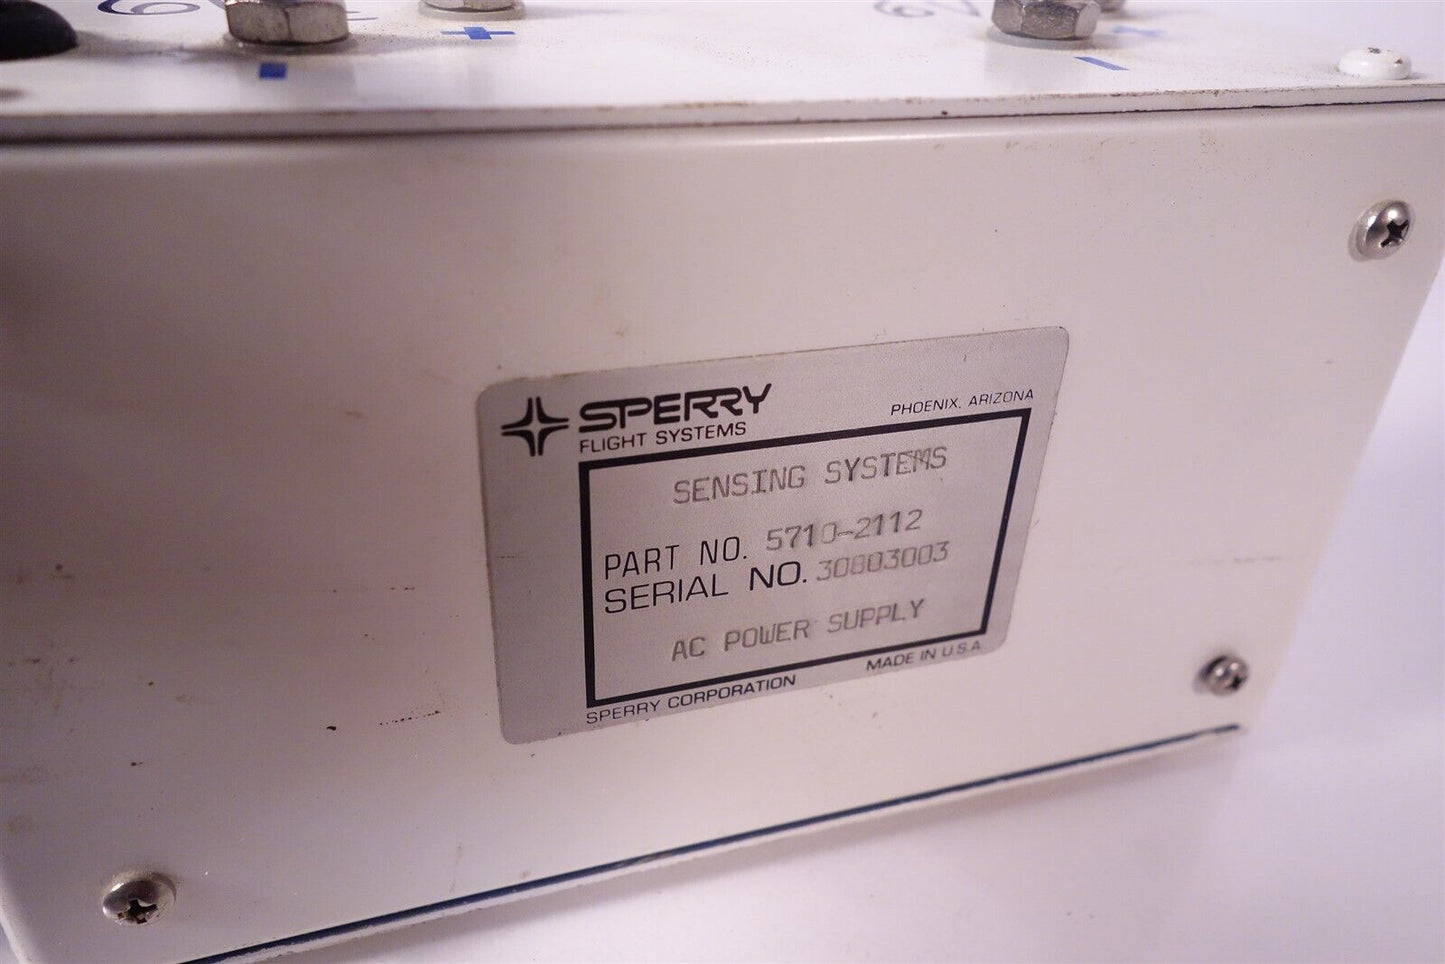 - +
-
SPERRY
FLIGHT SYSTEMS
PHOENIX, ARIZONA
SENSING SYSTEMS
PART NO. 5710-2112
SERIAL NO. 30803003
AC POWER SUPPLY
SPERRY CORPORATION
MADE IN U.S.A.